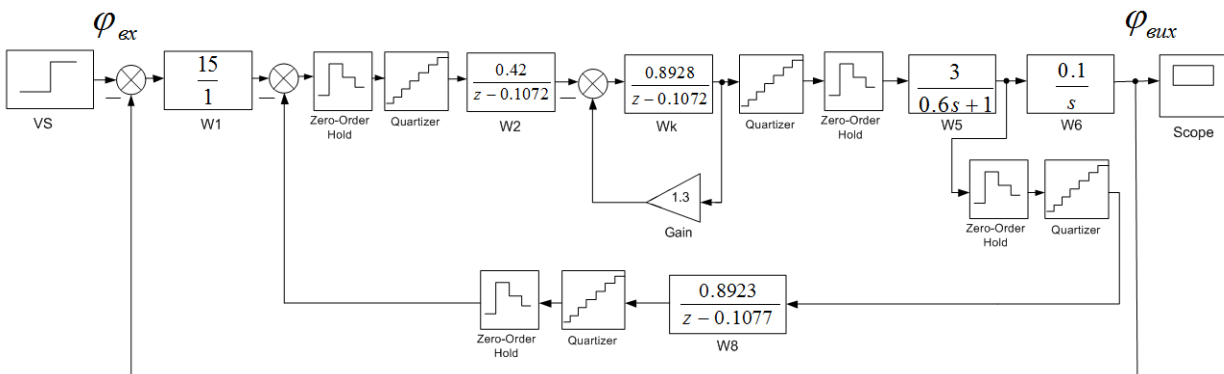 φ_вх
φ_вых
15
1
0.42
z − 0.1072
0.8928
z − 0.1072
3
0.6s + 1
0.1
s
VS
W1
Zero-Order
Hold
Quartizer
W2
Wk
Quartizer
Zero-Order
Hold
W5
W6
Scope
1.3
Gain
Zero-Order
Hold
Quartizer
0.8923
z − 0.1077
Zero-Order
Hold
Quartizer
W8